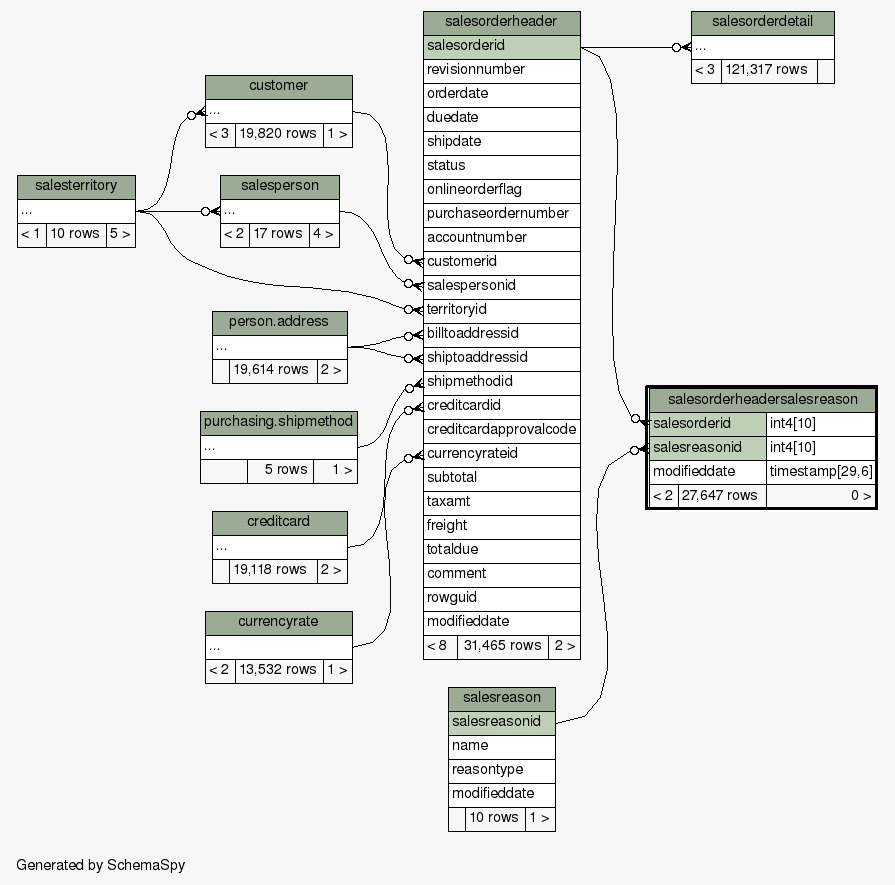 salesorderheader
salesorderid
revisionnumber
orderdate
duedate
shipdate
status
onlineorderflag
purchaseordernumber
accountnumber
customerid
salespersonid
territoryid
billtoaddressid
shiptoaddressid
shipmethodid
creditcardid
creditcardapprovalcode
currencyrateid
subtotal
taxamt
freight
totaldue
comment
rowguid
modifieddate
< 8 31,465 rows 2 >
salesorderdetail
...
< 3 121,317 rows
customer
...
< 3 19,820 rows 1 >
salesterritory
...
< 1 10 rows 5 >
salesperson
...
< 2 17 rows 4 >
person.address
...
19,614 rows 2 >
purchasing.shipmethod
...
5 rows 1 >
creditcard
...
19,118 rows 2 >
currencyrate
...
< 2 13,532 rows 1 >
salesorderheadersalesreason
salesorderid int4[10]
salesreasonid int4[10]
modifieddate timestamp[29,6]
< 2 27,647 rows 0 >
salesreason
salesreasonid
name
reasontype
modifieddate
10 rows 1 >
Generated by SchemaSpy